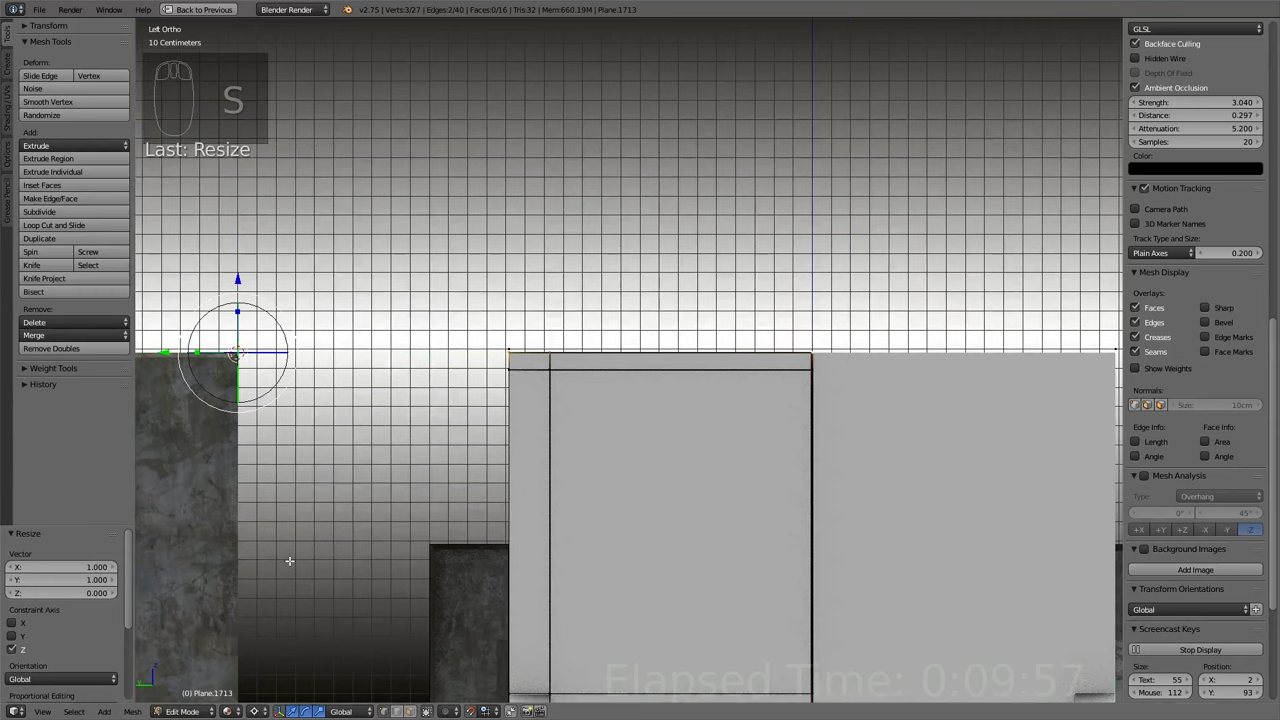 File Render Window Help Back to Previous Blender Render v2.75 | Verts:3/27 | Edges:2/40 | Faces:0/16 | Tris:32 | Mem:660.19M | Plane.1713
Transform
Mesh Tools
Deform:
Slide Edge Vertex
Noise
Smooth Vertex
Randomize
Add:
Extrude
Extrude Region
Extrude Individual
Inset Faces
Make Edge/Face
Subdivide
Loop Cut and Slide
Duplicate
Spin Screw
Knife Select
Knife Project
Bisect
Remove:
Delete
Merge
Remove Doubles
Weight Tools
History
Tools
Create
Shading / UVs
Options
Grease Pencil
Resize
Vector
X: 1.000
Y: 1.000
Z: 0.000
Constraint Axis
X
Y
Z
Orientation
Global
Proportional Editing
Left Ortho
10 Centimeters
S
Last: Resize
(0) Plane.1713
Elapsed Time: 0:09:57
GLSL
Backface Culling
Hidden Wire
Depth Of Field
Ambient Occlusion
Strength: 3.040
Distance: 0.297
Attenuation: 5.200
Samples: 20
Color:
Motion Tracking
Camera Path
3D Marker Names
Track Type and Size:
Plain Axes 0.200
Mesh Display
Overlays:
Faces Sharp
Edges Bevel
Creases Edge Marks
Seams Face Marks
Show Weights
Normals:
Size: 10cm
Edge Info: Face Info:
Length Area
Angle Angle
Mesh Analysis
Type: Overhang
0° 45°
+X +Y +Z -X -Y -Z
Background Images
Add Image
Transform Orientations
Global
Screencast Keys
Stop Display
Size: Position:
Text: 55 X: 2
Mouse: 112 Y: 93
View Select Add Mesh Edit Mode Global